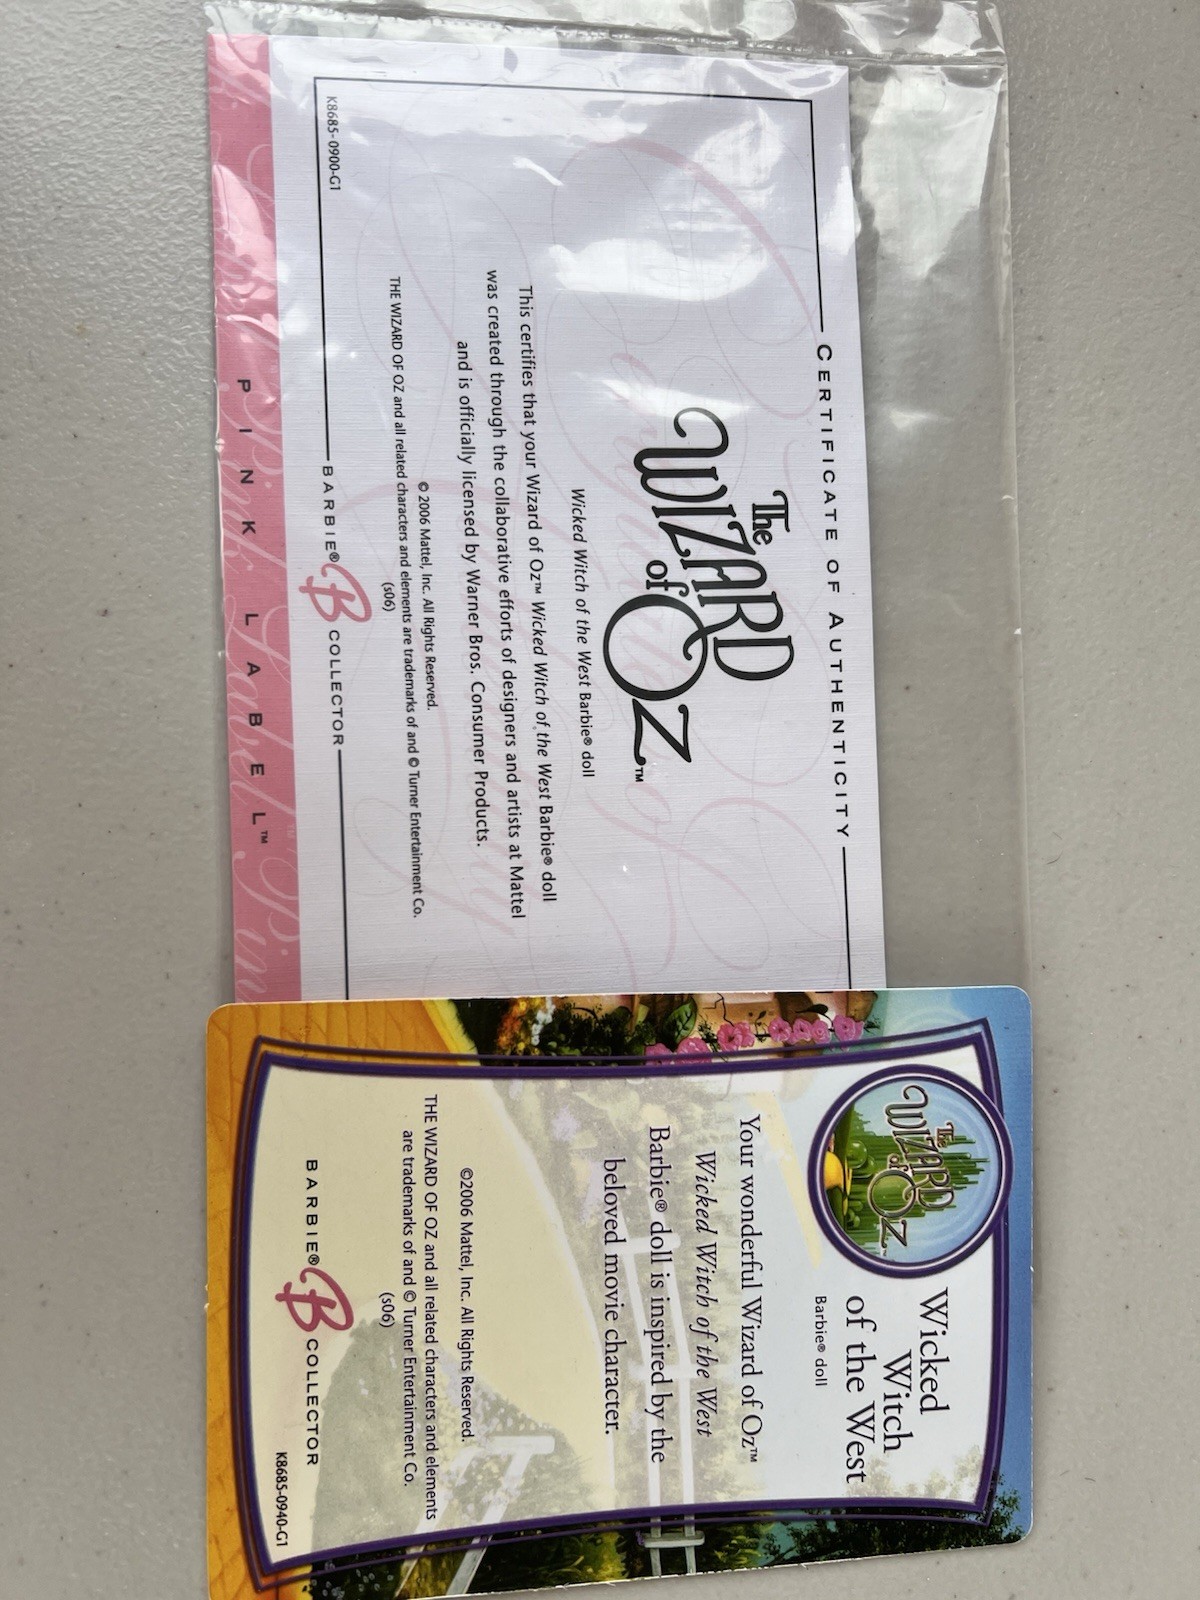 CERTIFICATE OF AUTHENTICITY
The
WIZARD
of OZ™
Wicked Witch of the West Barbie® doll
This certifies that your Wizard of Oz™ Wicked Witch of the West Barbie® doll
was created through the collaborative efforts of designers and artists at Mattel
and is officially licensed by Warner Bros. Consumer Products.
© 2006 Mattel, Inc. All Rights Reserved.
THE WIZARD OF OZ and all related characters and elements are trademarks of and © Turner Entertainment Co.
(s06)
K8685-0900-G1
BARBIE® B COLLECTOR
PINK LABEL™
The
WIZARD
of OZ
Wicked
Witch
of the West
Barbie® doll
Your wonderful Wizard of Oz™
Wicked Witch of the West
Barbie® doll is inspired by the
beloved movie character.
©2006 Mattel, Inc. All Rights Reserved.
THE WIZARD OF OZ and all related characters and elements
are trademarks of and © Turner Entertainment Co.
(s06)
BARBIE® B COLLECTOR
K8685-0940-G1